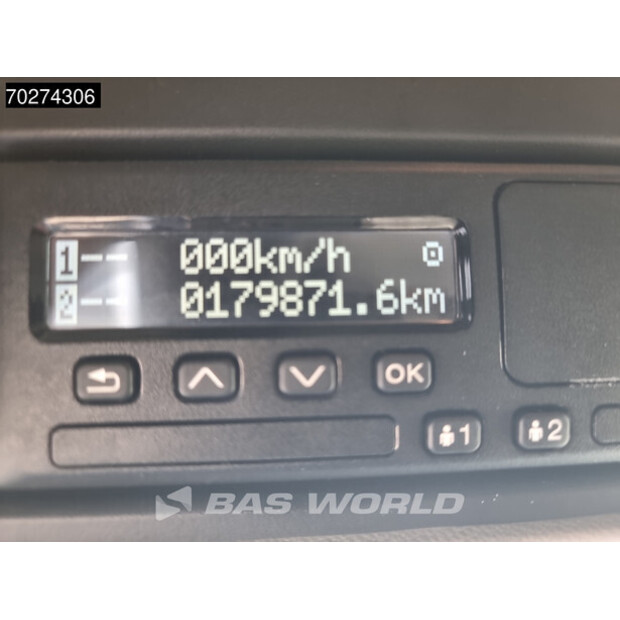 70274306
1-- 000km/h
2-- 0179871.6km
OK
1 2
BAS WORLD